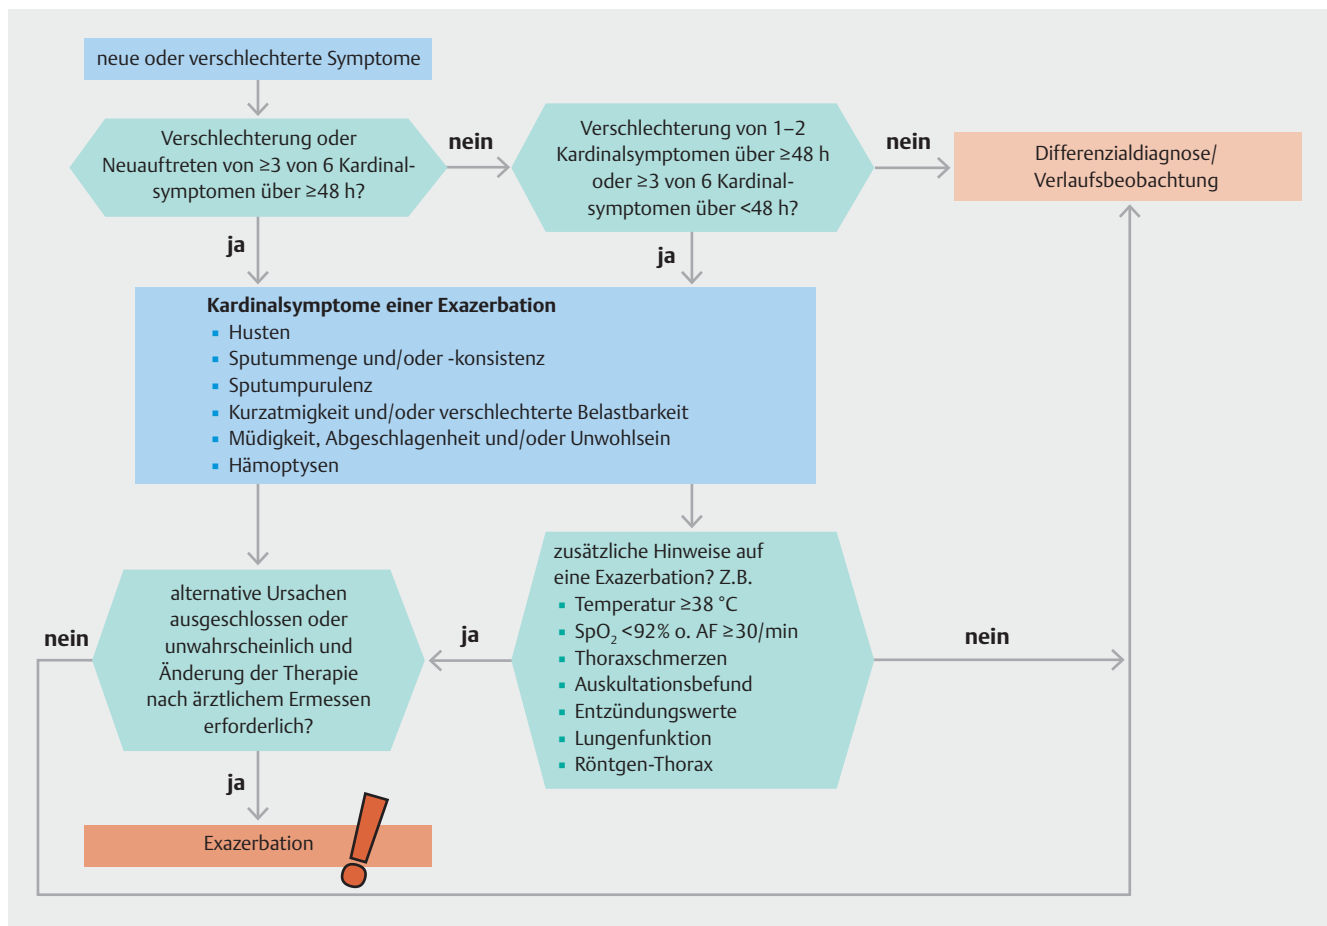 neue oder verschlechterte Symptome
Verschlechterung oder
Neuauftreten von ≥3 von 6 Kardinal-
symptomen über ≥48 h?
nein
Verschlechterung von 1–2
Kardinalsymptomen über ≥48 h
oder ≥3 von 6 Kardinal-
symptomen über <48 h?
nein
Differenzialdiagnose/
Verlaufsbeobachtung
ja
ja
Kardinalsymptome einer Exazerbation
▪ Husten
▪ Sputummenge und/oder -konsistenz
▪ Sputumpurulenz
▪ Kurzatmigkeit und/oder verschlechterte Belastbarkeit
▪ Müdigkeit, Abgeschlagenheit und/oder Unwohlsein
▪ Hämoptysen
nein
alternative Ursachen
ausgeschlossen oder
unwahrscheinlich und
Änderung der Therapie
nach ärztlichem Ermessen
erforderlich?
ja
zusätzliche Hinweise auf
eine Exazerbation? Z.B.
▪ Temperatur ≥38 °C
▪ SpO₂ <92% o. AF ≥30/min
▪ Thoraxschmerzen
▪ Auskultationsbefund
▪ Entzündungswerte
▪ Lungenfunktion
▪ Röntgen-Thorax
nein
ja
Exazerbation